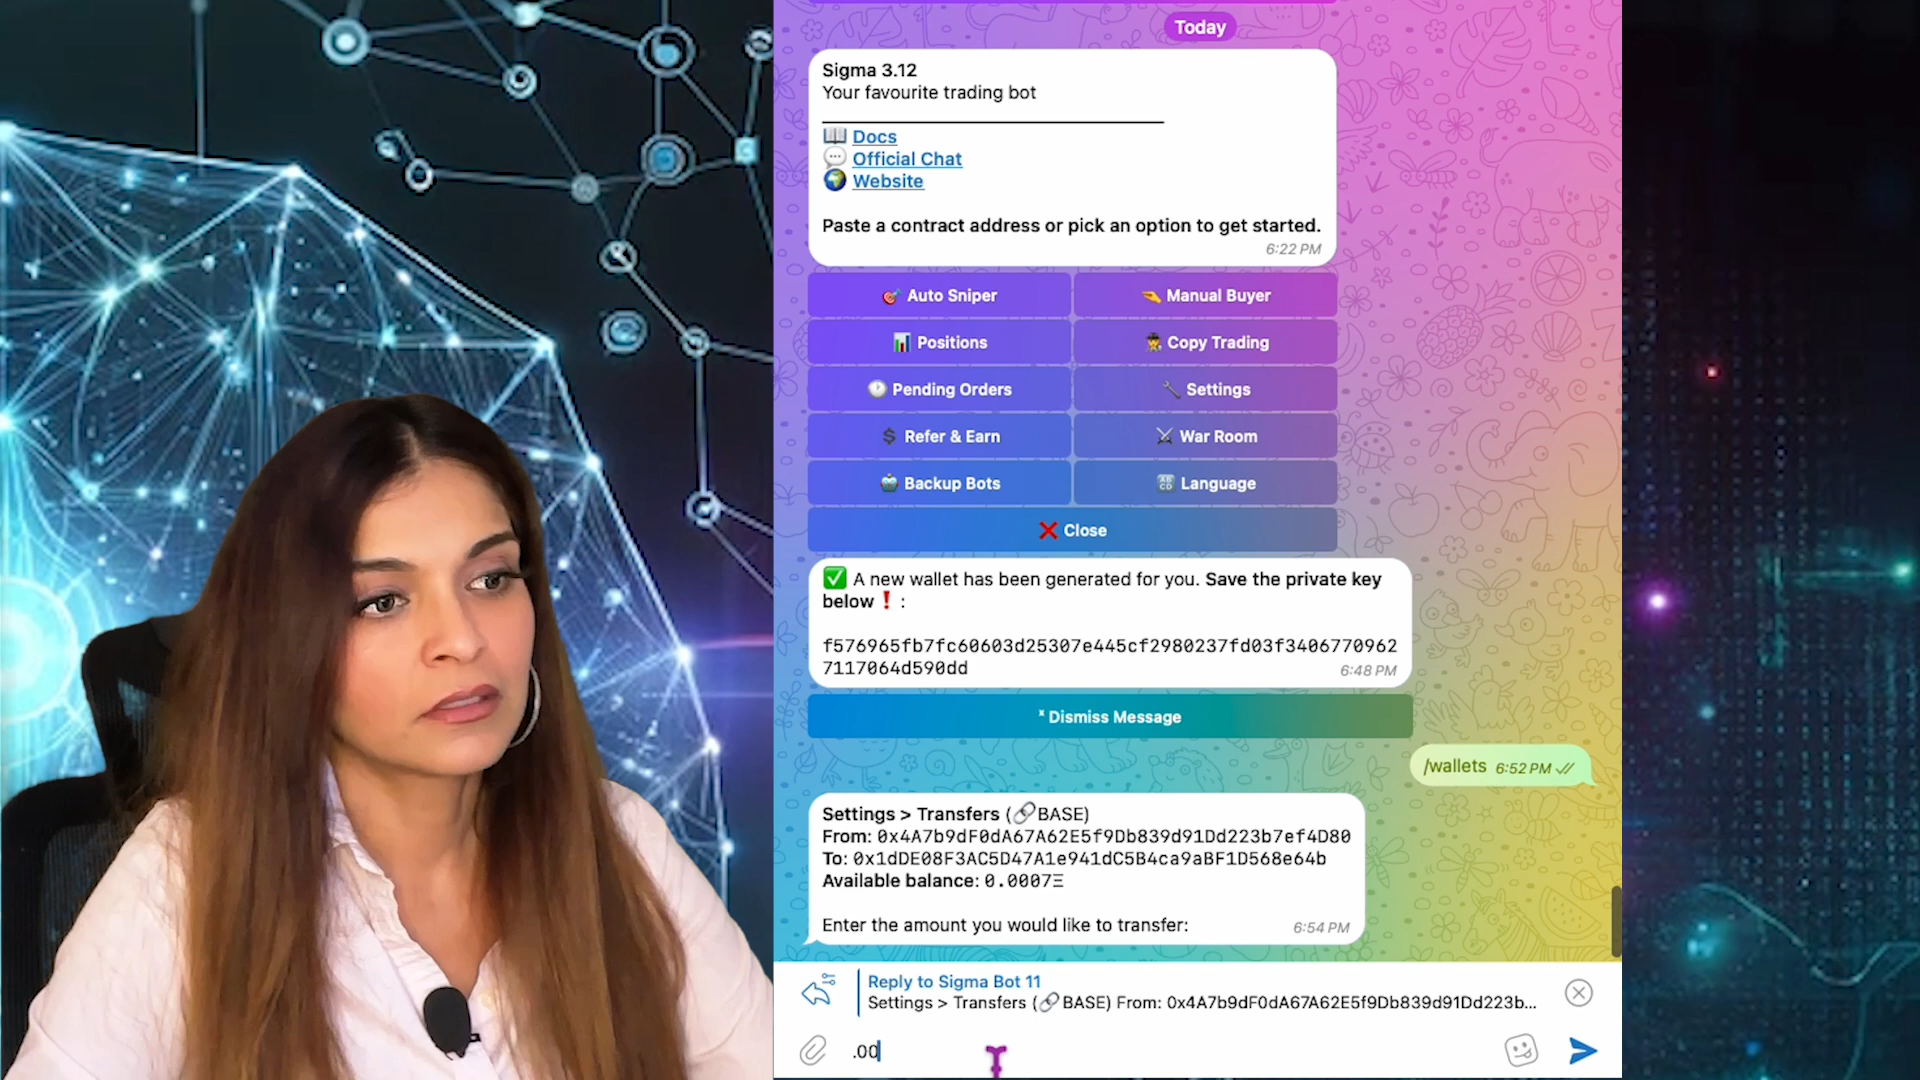 Today
Sigma 3.12
Your favourite trading bot
Docs
Official Chat
Website
Paste a contract address or pick an option to get started.
6:22 PM
Auto Sniper
Manual Buyer
Positions
Copy Trading
Pending Orders
Settings
Refer & Earn
War Room
Backup Bots
Language
Close
A new wallet has been generated for you. Save the private key
below❗:
f576965fb7fc60603d25307e445cf2980237fd03f3406770962
7117064d590dd
6:48 PM
Dismiss Message
/wallets 6:52 PM
Settings > Transfers (🔗BASE)
From: 0x4A7b9dF0dA67A62E5f9Db839d91Dd223b7ef4D80
To: 0x1dDE08F3AC5D47A1e941dC5B4ca9aBF1D568e64b
Available balance: 0.0007Ξ
Enter the amount you would like to transfer:
6:54 PM
Reply to Sigma Bot 11
Settings > Transfers (🔗BASE) From: 0x4A7b9dF0dA67A62E5f9Db839d91Dd223b...
.00